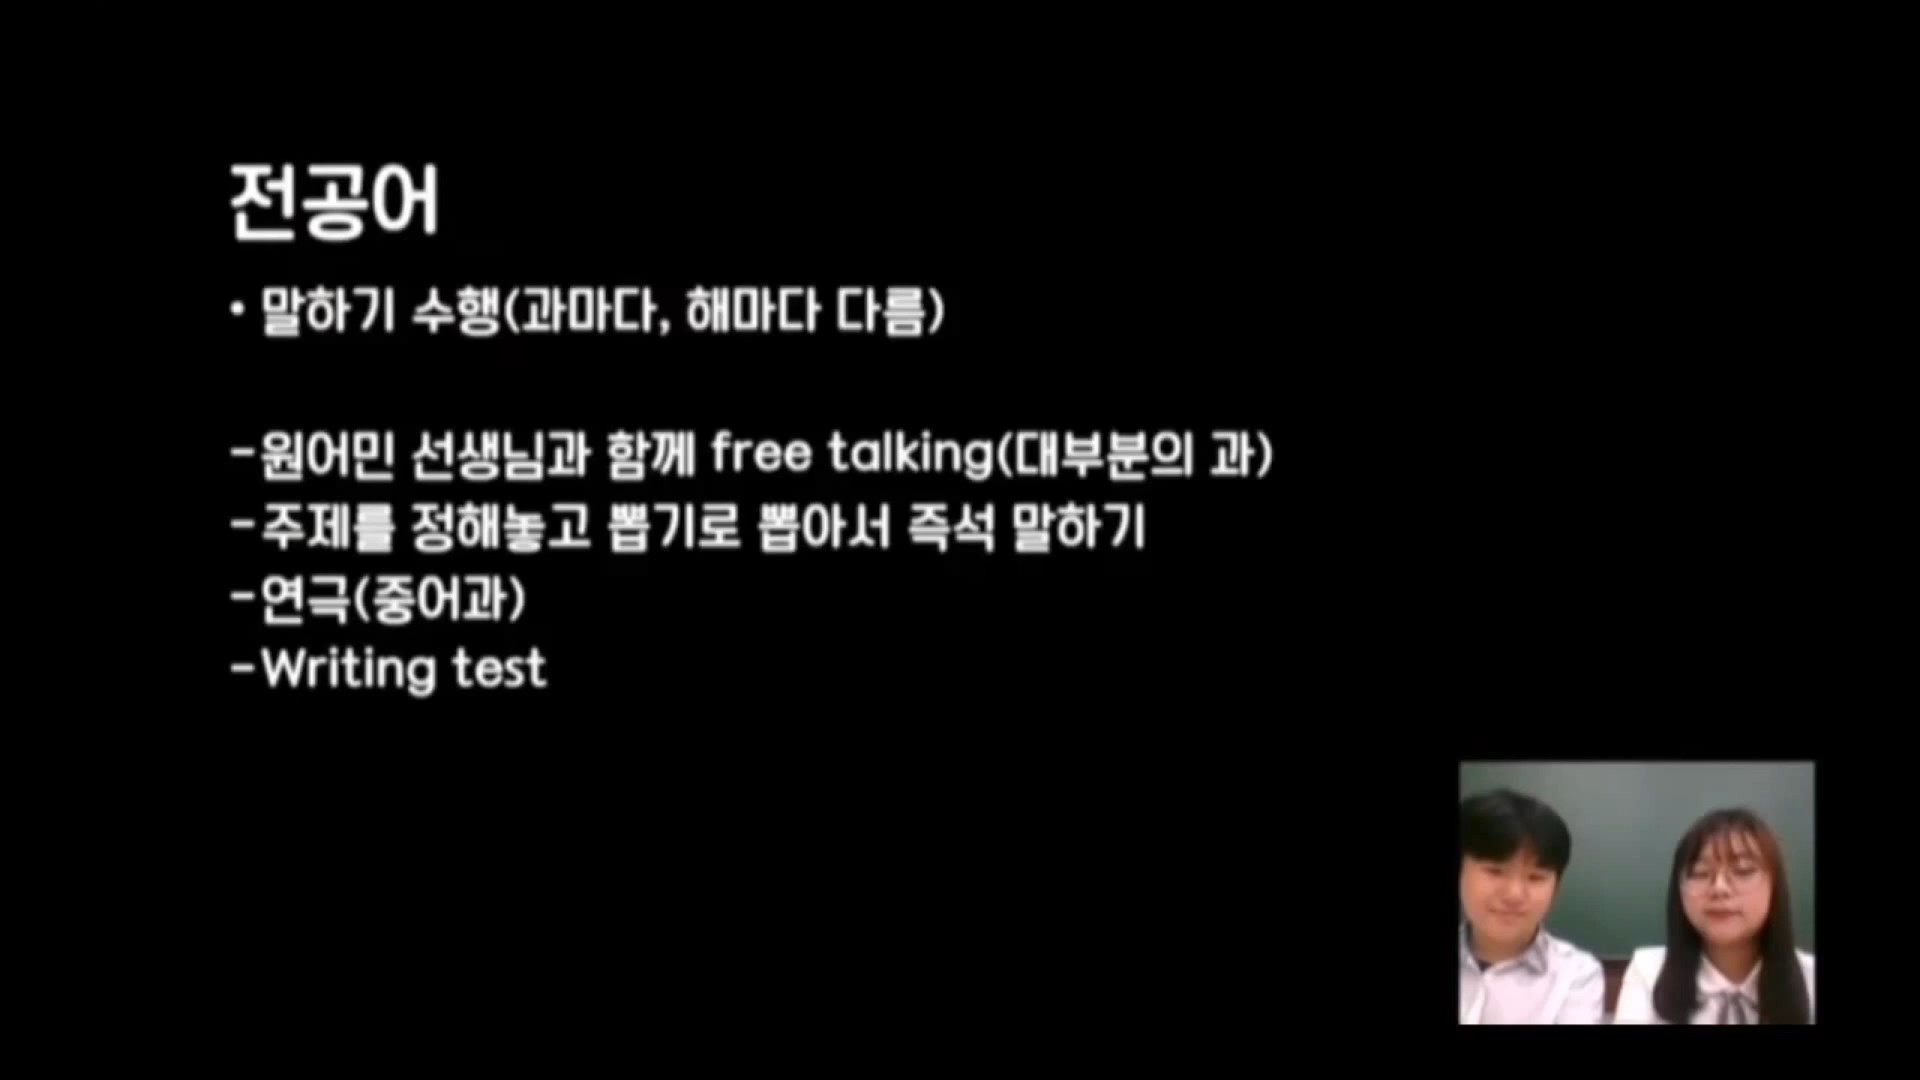 전공어
• 말하기 수행(과마다, 해마다 다름)
-원어민 선생님과 함께 free talking(대부분의 과)
-주제를 정해놓고 뽑기로 뽑아서 즉석 말하기
-연극(중어과)
-Writing test